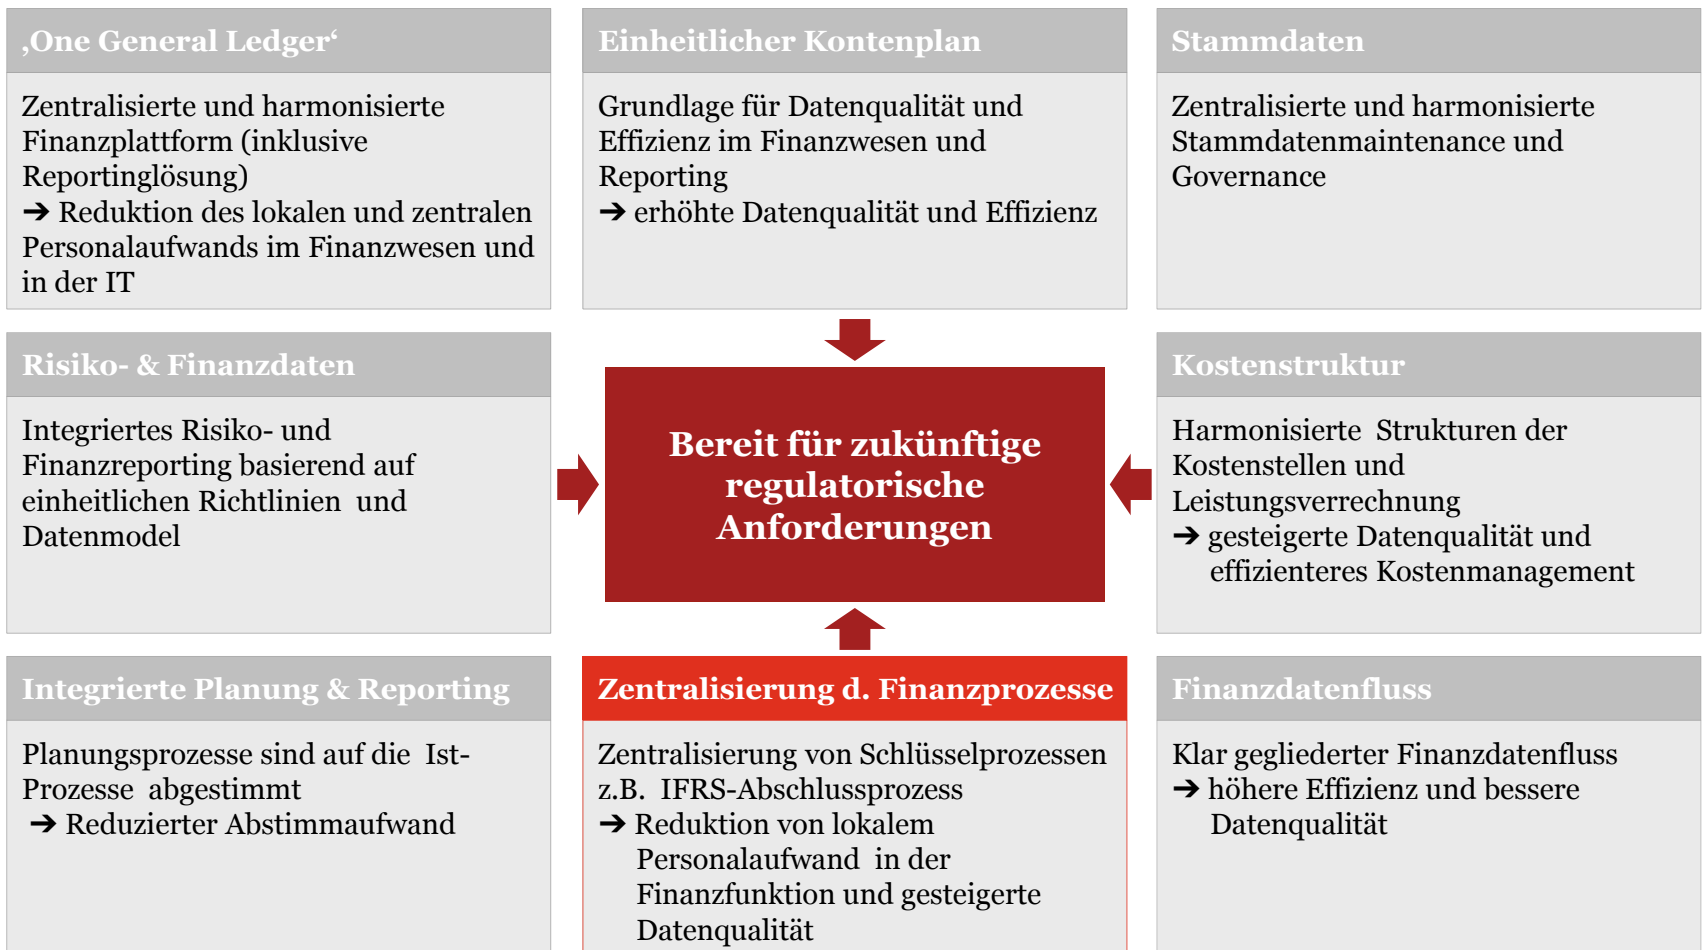 ‚One General Ledger‘
Zentralisierte und harmonisierte
Finanzplattform (inklusive
Reportinglösung)
➔ Reduktion des lokalen und zentralen
Personalaufwands im Finanzwesen und
in der IT
Einheitlicher Kontenplan
Grundlage für Datenqualität und
Effizienz im Finanzwesen und
Reporting
➔ erhöhte Datenqualität und Effizienz
Stammdaten
Zentralisierte und harmonisierte
Stammdatenmaintenance und
Governance
Risiko- & Finanzdaten
Integriertes Risiko- und
Finanzreporting basierend auf
einheitlichen Richtlinien und
Datenmodel
Bereit für zukünftige
regulatorische
Anforderungen
Kostenstruktur
Harmonisierte Strukturen der
Kostenstellen und
Leistungsverrechnung
➔ gesteigerte Datenqualität und
effizienteres Kostenmanagement
Integrierte Planung & Reporting
Planungsprozesse sind auf die Ist-
Prozesse abgestimmt
➔ Reduzierter Abstimmaufwand
Zentralisierung d. Finanzprozesse
Zentralisierung von Schlüsselprozessen
z.B. IFRS-Abschlussprozess
➔ Reduktion von lokalem
Personalaufwand in der
Finanzfunktion und gesteigerte
Datenqualität
Finanzdatenfluss
Klar gegliederter Finanzdatenfluss
➔ höhere Effizienz und bessere
Datenqualität